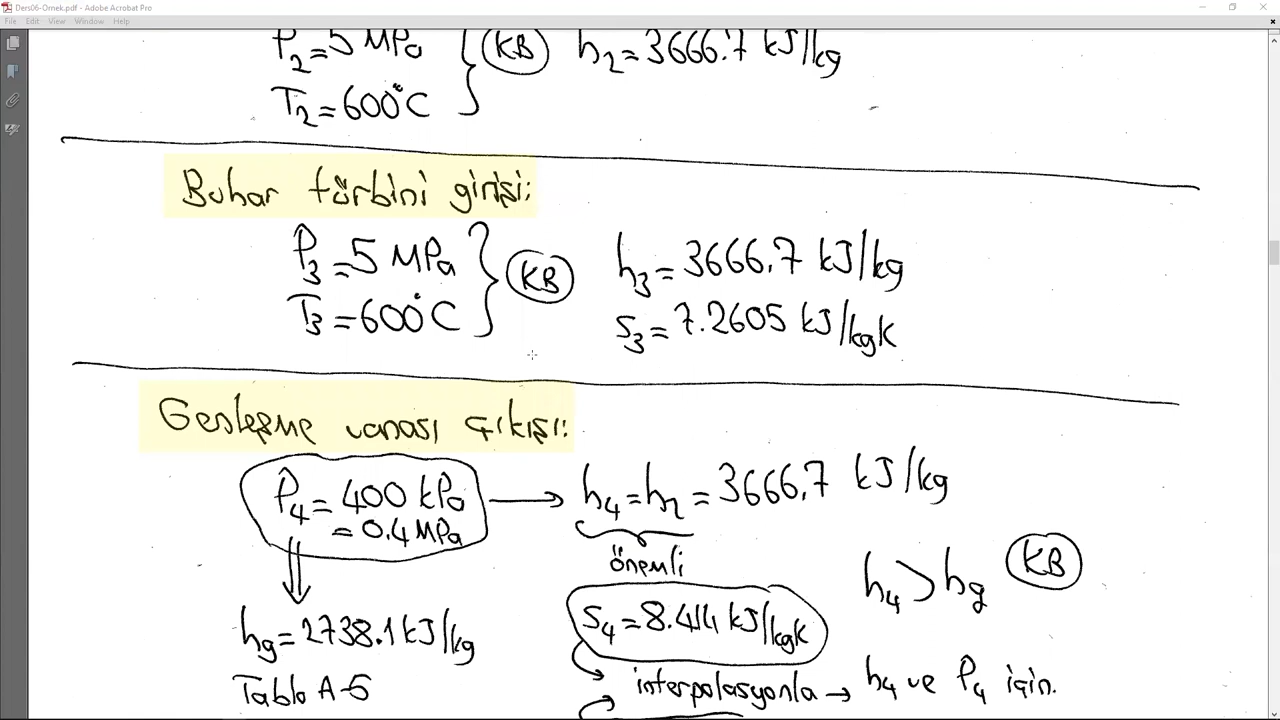 Ders06-Ornek.pdf - Adobe Acrobat Pro
File Edit View Window Help
P₂=5 MPa
T₂=600°C
KB
h₂=3666.7 kJ/kg
Buhar türbini girişi:
P₃=5 MPa
T₃=600°C
KB
h₃=3666.7 kJ/kg
s₃=7.2605 kJ/kgK
Genleşme vanası çıkışı:
P₄=400 kPa
=0.4 MPa
h₄=h₂=3666.7 kJ/kg
önemli
KB
h₄>hg
hg=2738.1 kJ/kg
Tablo A-5
s₄=8.414 kJ/kgK
interpolasyonla → h₄ ve P₄ için.